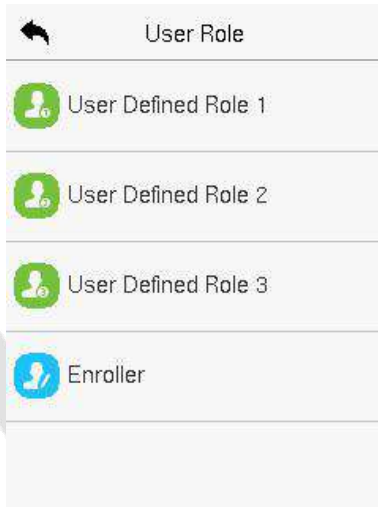 User Role
User Defined Role 1
User Defined Role 2
User Defined Role 3
Enroller